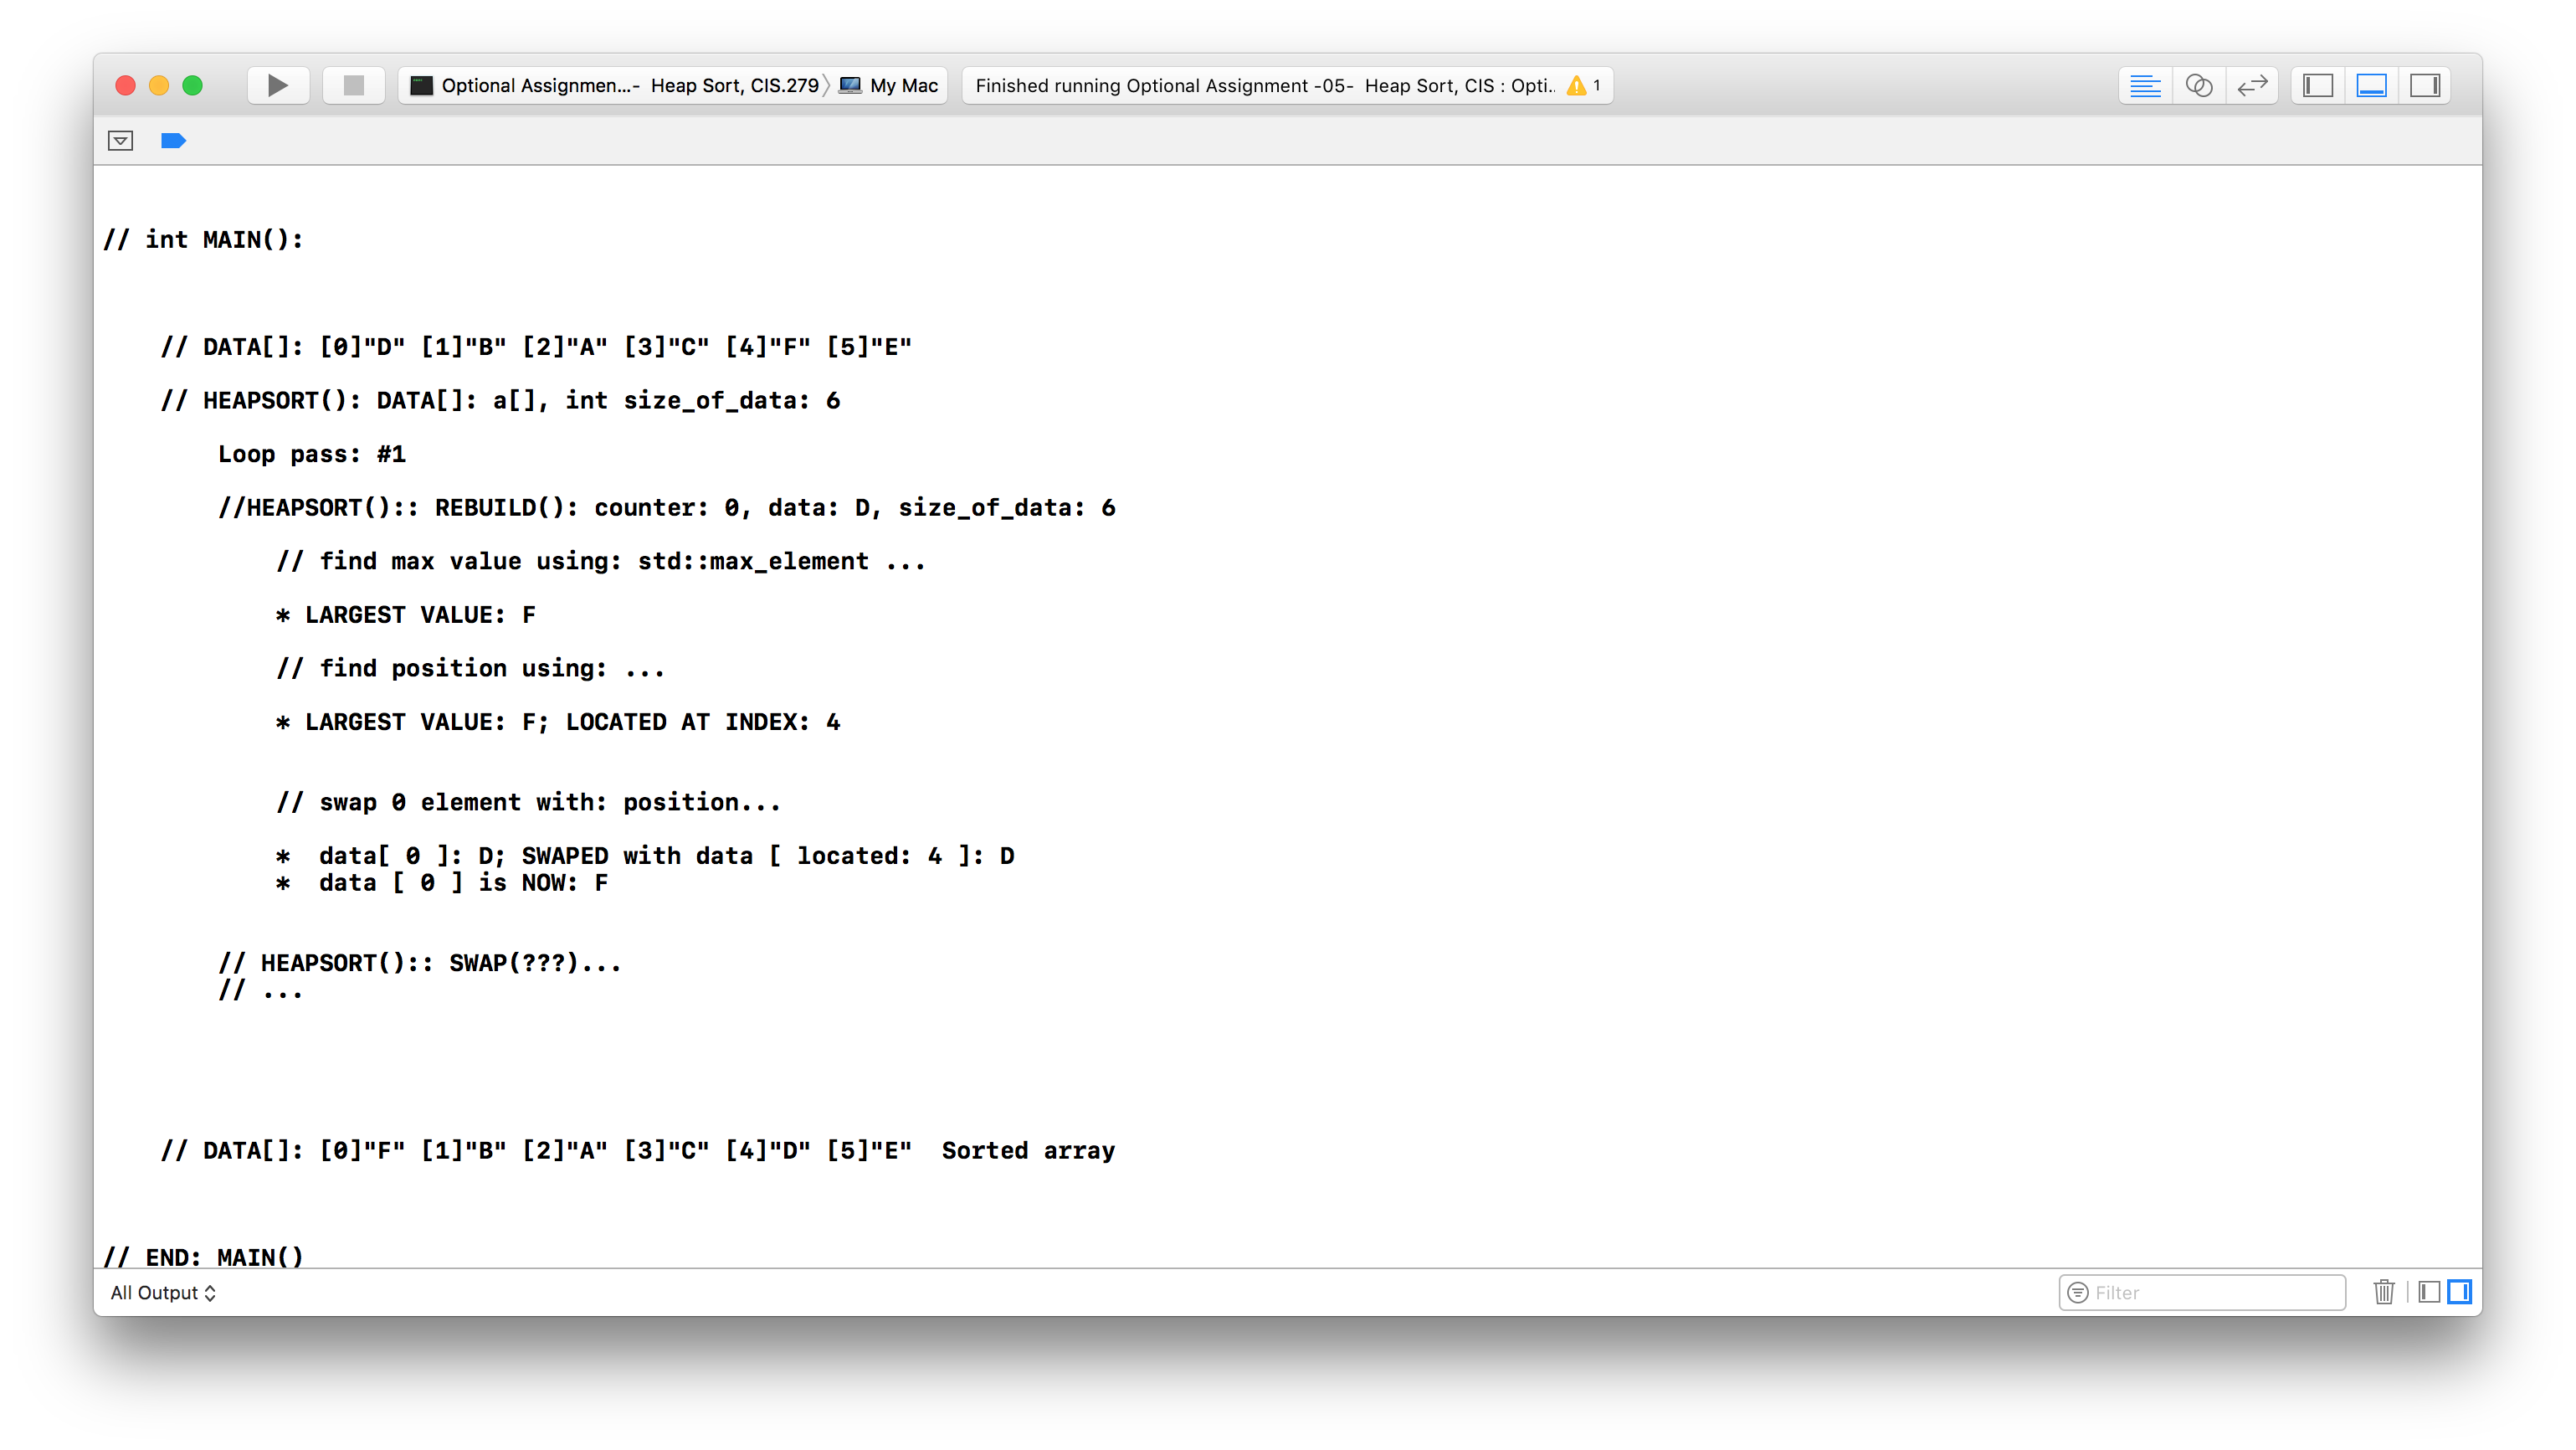 Optional Assignmen...- Heap Sort, CIS.279 My Mac Finished running Optional Assignment -05- Heap Sort, CIS : Opti.. 1
// int MAIN():
// DATA[]: [0]"D" [1]"B" [2]"A" [3]"C" [4]"F" [5]"E"
// HEAPSORT(): DATA[]: a[], int size_of_data: 6
Loop pass: #1
//HEAPSORT():: REBUILD(): counter: 0, data: D, size_of_data: 6
// find max value using: std::max_element ...
* LARGEST VALUE: F
// find position using: ...
* LARGEST VALUE: F; LOCATED AT INDEX: 4
// swap 0 element with: position...
*  data[ 0 ]: D; SWAPED with data [ located: 4 ]: D
*  data [ 0 ] is NOW: F
// HEAPSORT():: SWAP(???)...
// ...
// DATA[]: [0]"F" [1]"B" [2]"A" [3]"C" [4]"D" [5]"E"  Sorted array
// END: MAIN()
All Output Filter